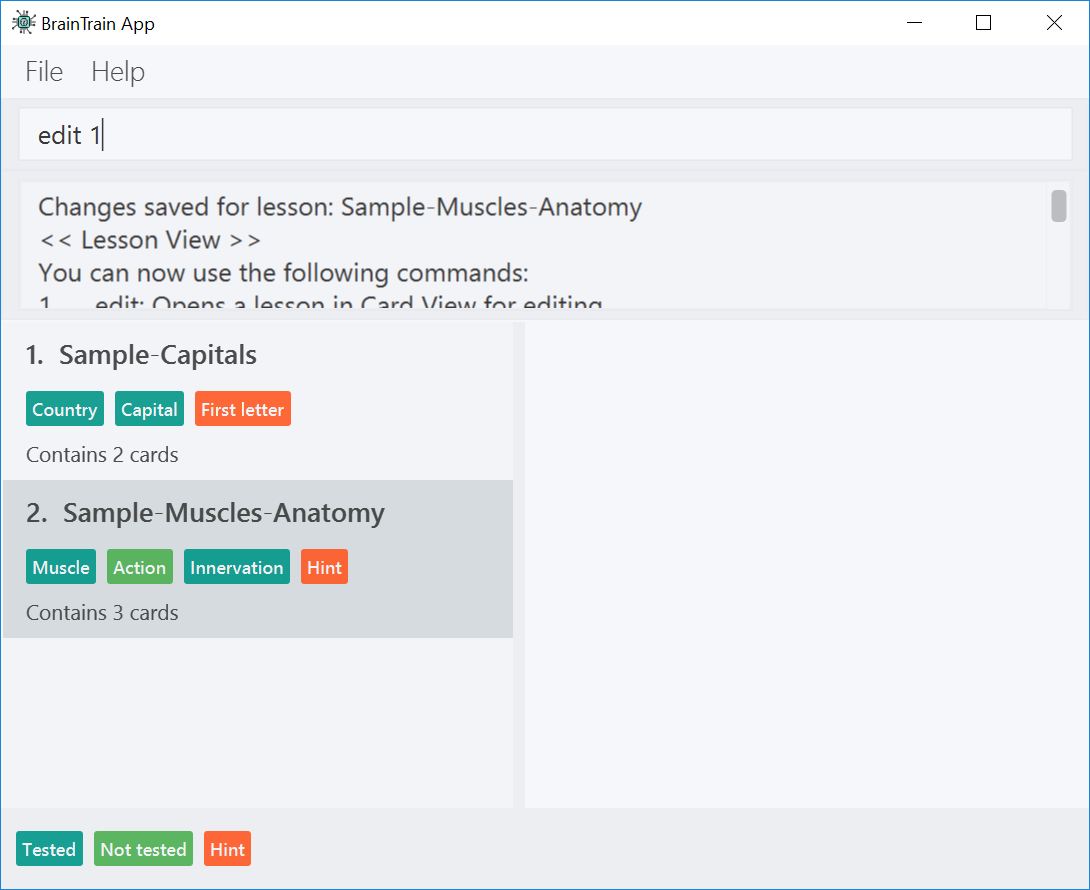 BrainTrain App
File Help
edit 1
Changes saved for lesson: Sample-Muscles-Anatomy
<< Lesson View >>
You can now use the following commands:
1. edit: Opens a lesson in Card View for editing
1. Sample-Capitals
Country Capital First letter
Contains 2 cards
2. Sample-Muscles-Anatomy
Muscle Action Innervation Hint
Contains 3 cards
Tested Not tested Hint